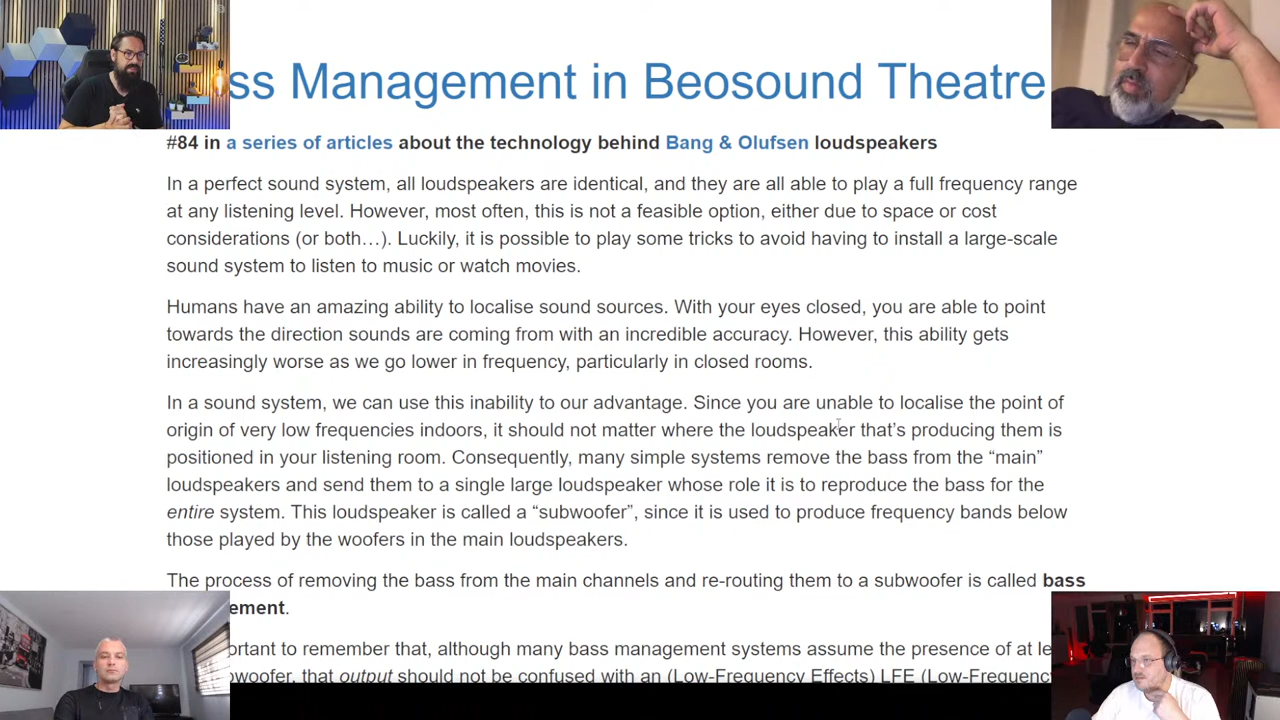 ss Management in Beosound Theatre
#84 in a series of articles about the technology behind Bang & Olufsen loudspeakers
In a perfect sound system, all loudspeakers are identical, and they are all able to play a full frequency range
at any listening level. However, most often, this is not a feasible option, either due to space or cost
considerations (or both…). Luckily, it is possible to play some tricks to avoid having to install a large-scale
sound system to listen to music or watch movies.
Humans have an amazing ability to localise sound sources. With your eyes closed, you are able to point
towards the direction sounds are coming from with an incredible accuracy. However, this ability gets
increasingly worse as we go lower in frequency, particularly in closed rooms.
In a sound system, we can use this inability to our advantage. Since you are unable to localise the point of
origin of very low frequencies indoors, it should not matter where the loudspeaker that’s producing them is
positioned in your listening room. Consequently, many simple systems remove the bass from the “main”
loudspeakers and send them to a single large loudspeaker whose role it is to reproduce the bass for the
entire system. This loudspeaker is called a “subwoofer”, since it is used to produce frequency bands below
those played by the woofers in the main loudspeakers.
The process of removing the bass from the main channels and re-routing them to a subwoofer is called bass
ement.
ortant to remember that, although many bass management systems assume the presence of at le
woofer, that output should not be confused with an (Low-Frequency Effects) LFE (Low-Frequency